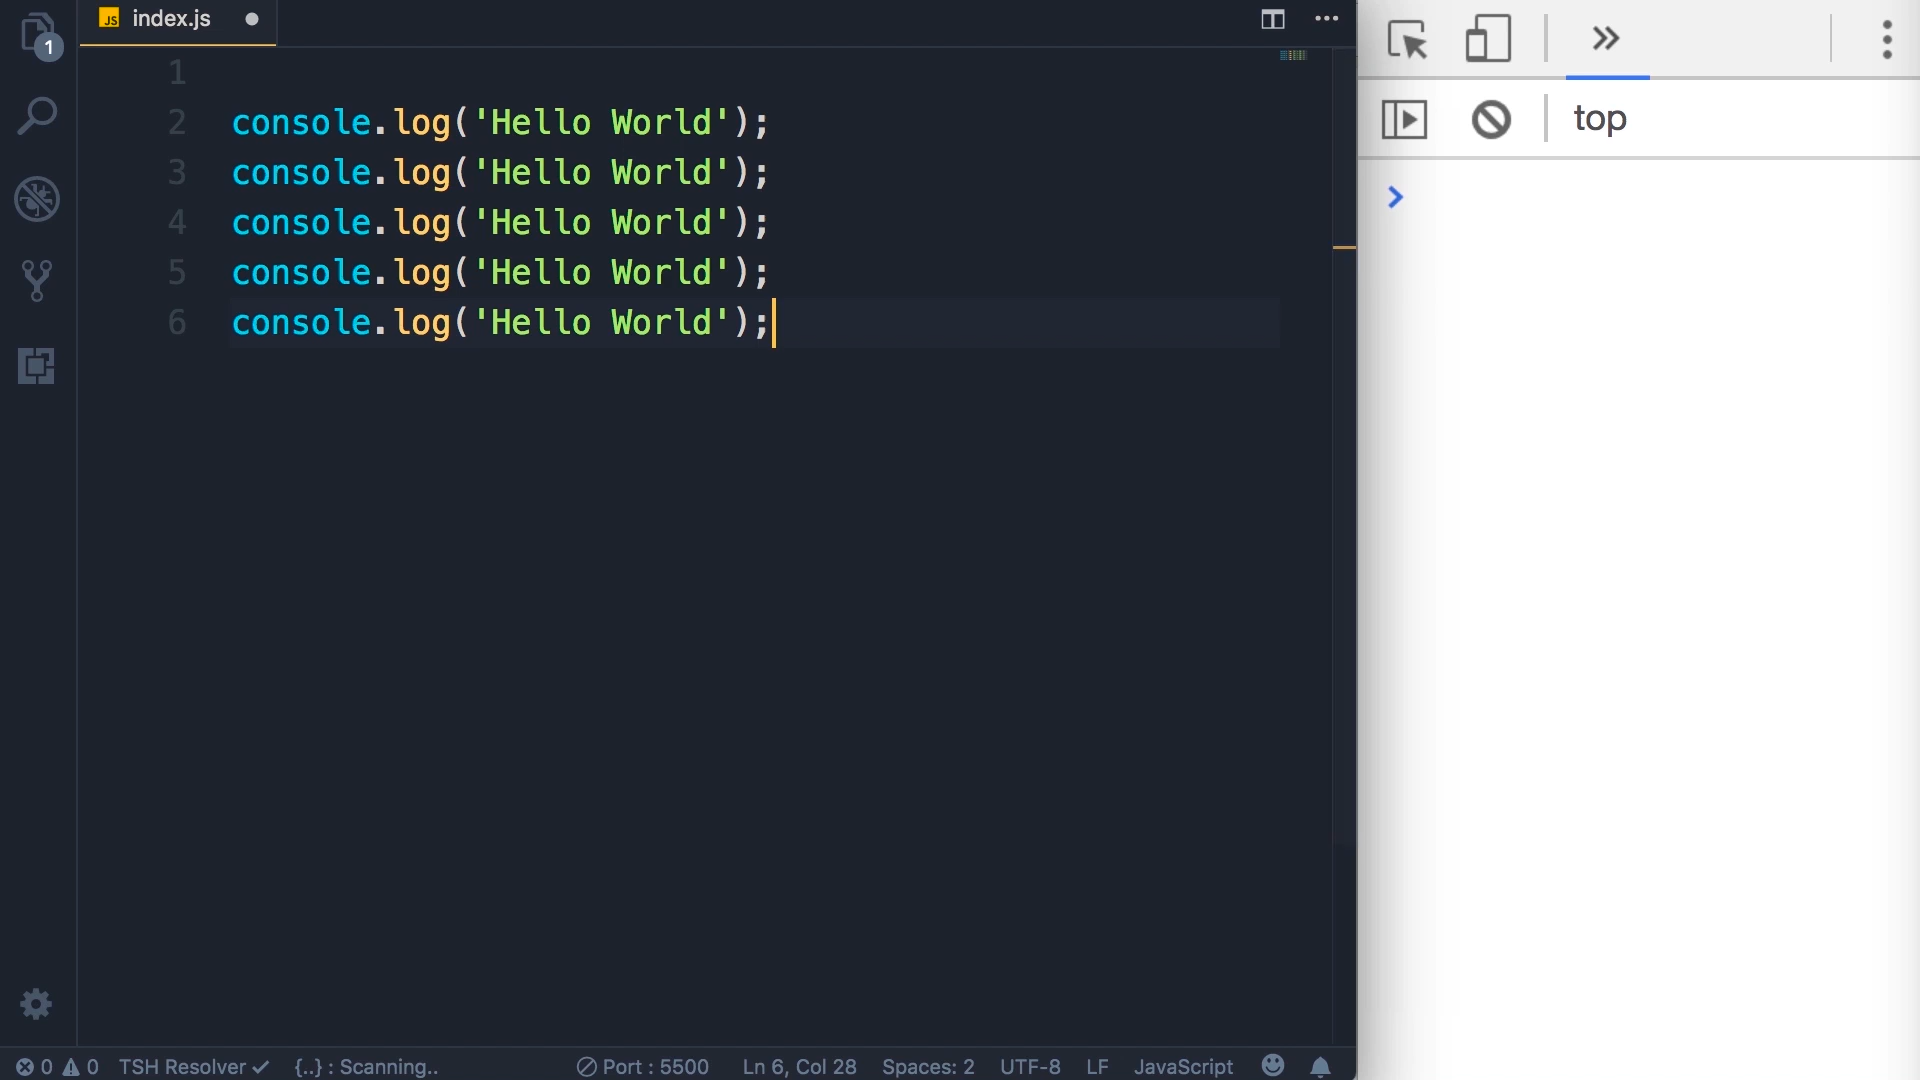 JS index.js
1
1
2 console.log('Hello World');
3 console.log('Hello World');
4 console.log('Hello World');
5 console.log('Hello World');
6 console.log('Hello World');
top
0 0 TSH Resolver {..} : Scanning.. Port : 5500 Ln 6, Col 28 Spaces: 2 UTF-8 LF JavaScript